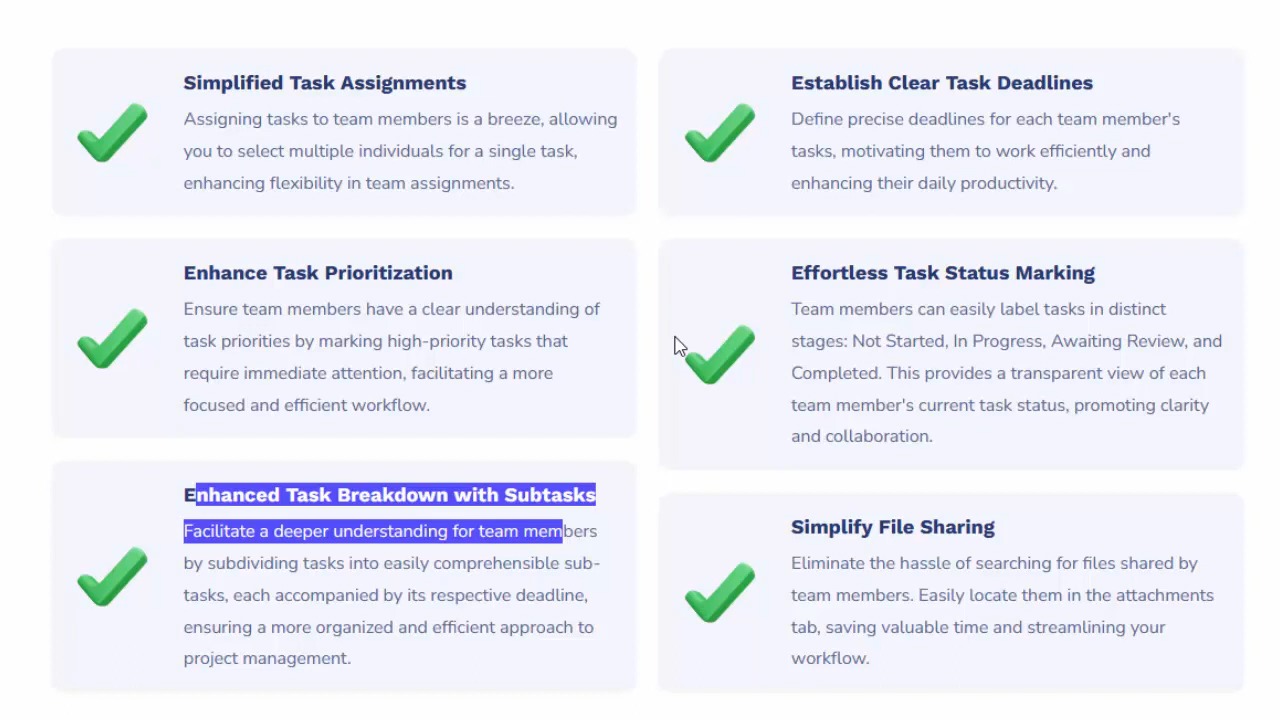 Simplified Task Assignments
Assigning tasks to team members is a breeze, allowing
you to select multiple individuals for a single task,
enhancing flexibility in team assignments.
Establish Clear Task Deadlines
Define precise deadlines for each team member's
tasks, motivating them to work efficiently and
enhancing their daily productivity.
Enhance Task Prioritization
Ensure team members have a clear understanding of
task priorities by marking high-priority tasks that
require immediate attention, facilitating a more
focused and efficient workflow.
Effortless Task Status Marking
Team members can easily label tasks in distinct
stages: Not Started, In Progress, Awaiting Review, and
Completed. This provides a transparent view of each
team member's current task status, promoting clarity
and collaboration.
Enhanced Task Breakdown with Subtasks
Facilitate a deeper understanding for team members
by subdividing tasks into easily comprehensible sub-
tasks, each accompanied by its respective deadline,
ensuring a more organized and efficient approach to
project management.
Simplify File Sharing
Eliminate the hassle of searching for files shared by
team members. Easily locate them in the attachments
tab, saving valuable time and streamlining your
workflow.